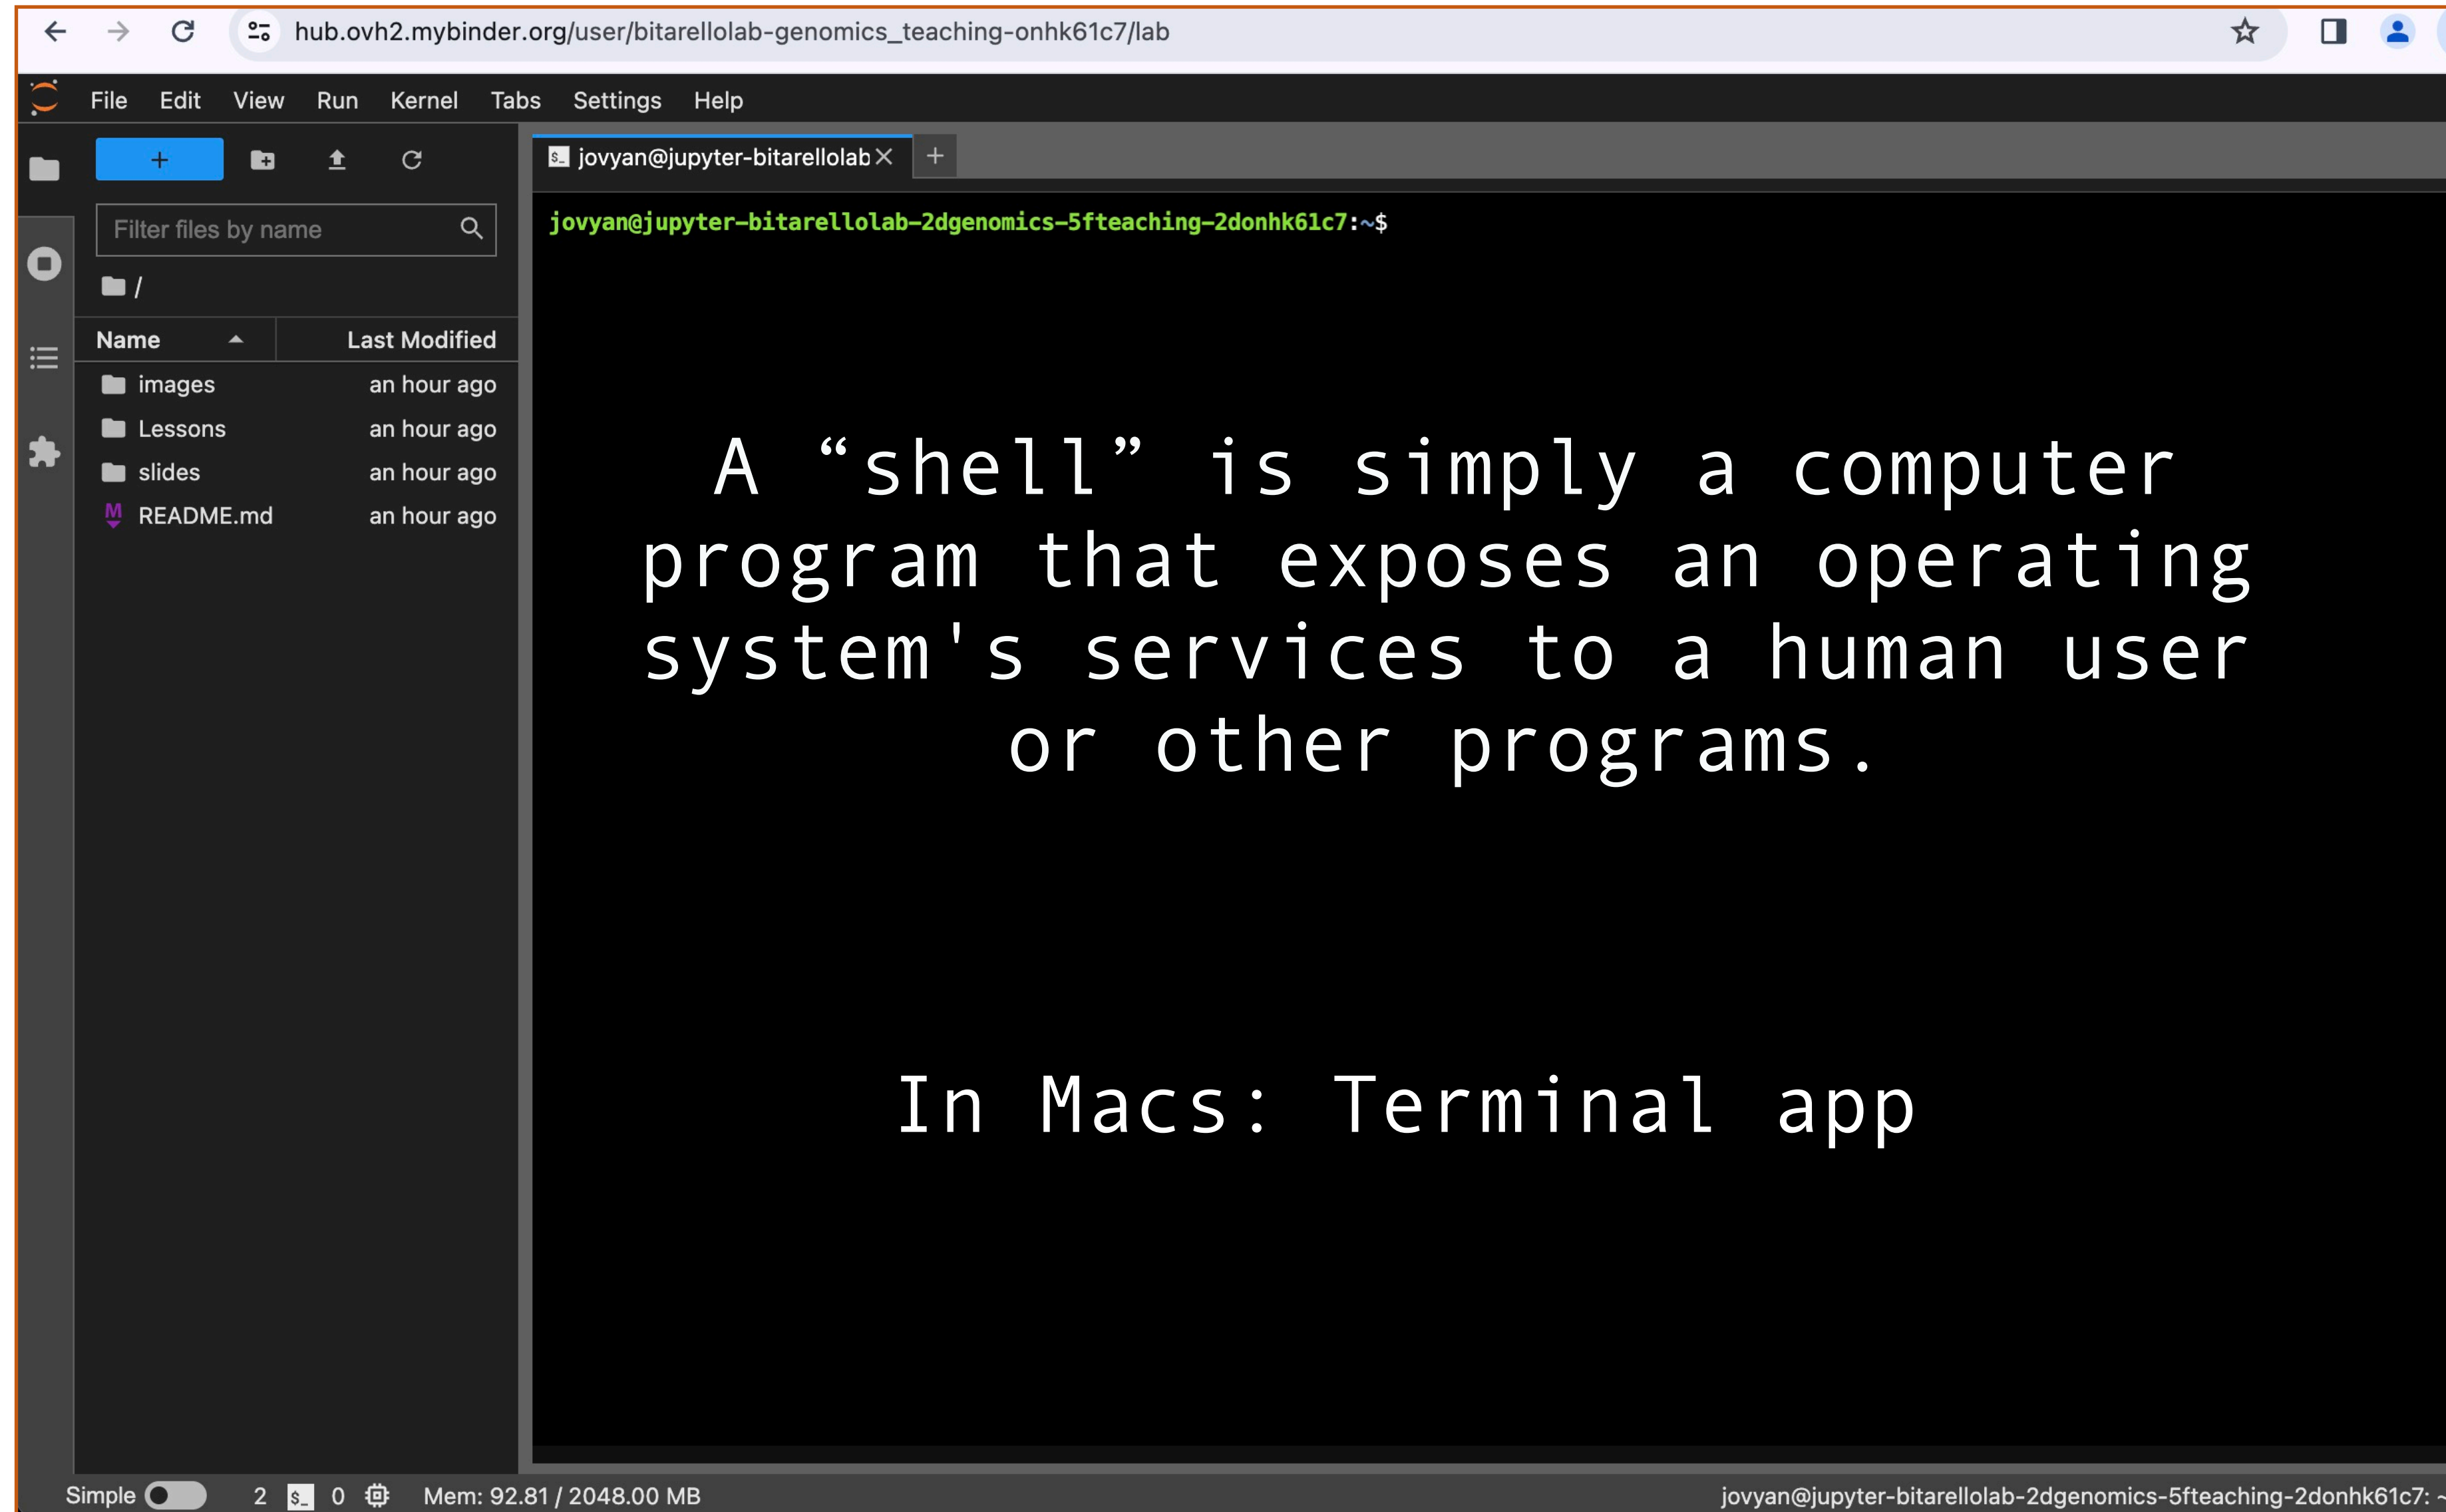 hub.ovh2.mybinder.org/user/bitarellolab-genomics_teaching-onhk61c7/lab
File Edit View Run Kernel Tabs Settings Help
+
$_ jovyan@jupyter-bitarellolab × +
Filter files by name
/
Name Last Modified
images an hour ago
Lessons an hour ago
slides an hour ago
M README.md an hour ago
jovyan@jupyter-bitarellolab-2dgenomics-5fteaching-2donhk61c7:~$
A “shell” is simply a computer
program that exposes an operating
system's services to a human user
or other programs.
In Macs: Terminal app
Simple 2 $_ 0 Mem: 92.81 / 2048.00 MB jovyan@jupyter-bitarellolab-2dgenomics-5fteaching-2donhk61c7: ~